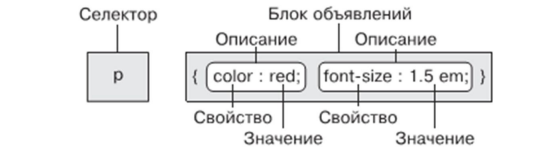 Селектор
Блок объявлений
Описание Описание
p { color : red; font-size : 1.5 em; }
Свойство Свойство
Значение Значение